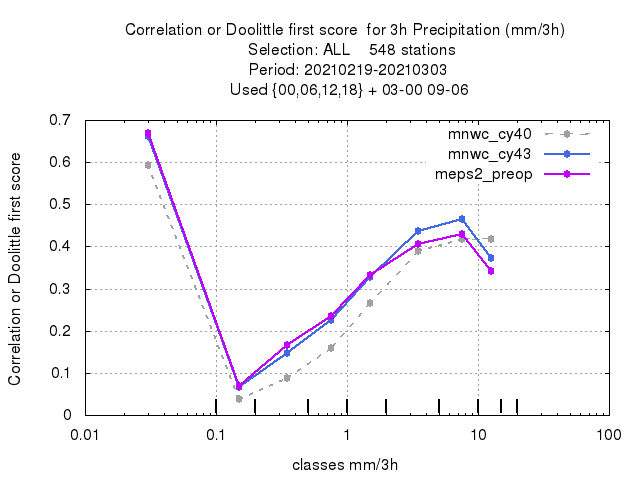 Correlation or Doolittle first score  for 3h Precipitation (mm/3h)
Selection: ALL    548 stations
Period: 20210219-20210303
Used {00,06,12,18} + 03-00 09-06
mnwc_cy40
mnwc_cy43
meps2_preop
Correlation or Doolittle first score
0.7
0.6
0.5
0.4
0.3
0.2
0.1
0
0.01 0.1 1 10 100
classes mm/3h